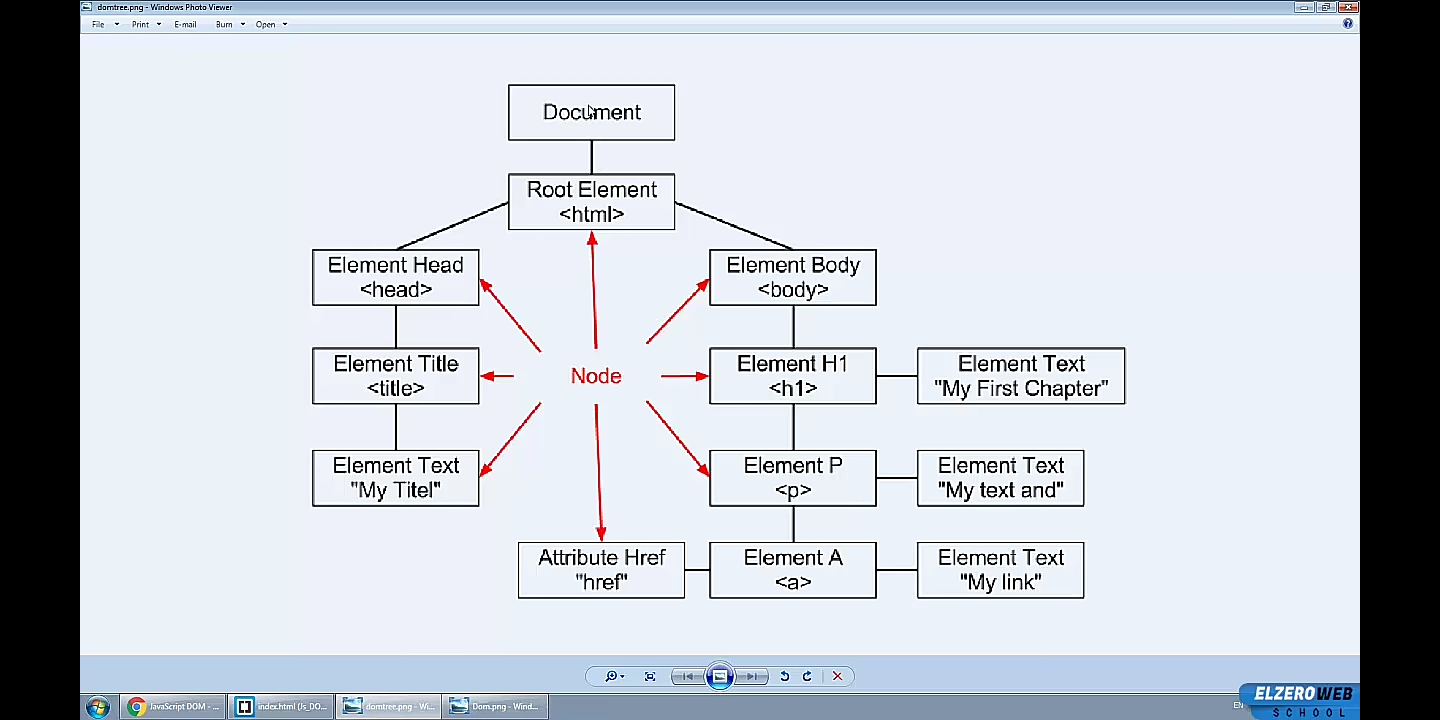 domtree.png - Windows Photo Viewer
File Print E-mail Burn Open
Document
Root Element
<html>
Element Head
<head>
Element Body
<body>
Element Title
<title>
Node
Element H1
<h1>
Element Text
"My First Chapter"
Element Text
"My Titel"
Element P
<p>
Element Text
"My text and"
Attribute Href
"href"
Element A
<a>
Element Text
"My link"
JavaScript DOM - ...
index.html (Js_DO...
domtree.png - Wi...
Dom.png - Wind...
EN
ELZEROWEB
SCHOOL